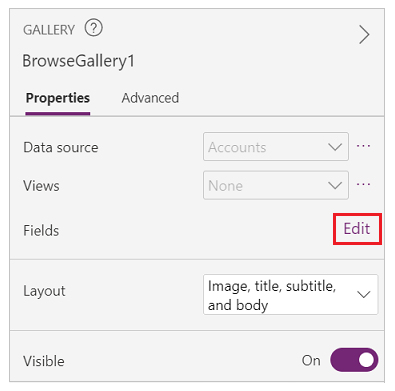 GALLERY ?
BrowseGallery1
Properties Advanced
Data source Accounts ...
Views None ...
Fields Edit
Layout Image, title, subtitle,
and body
Visible On